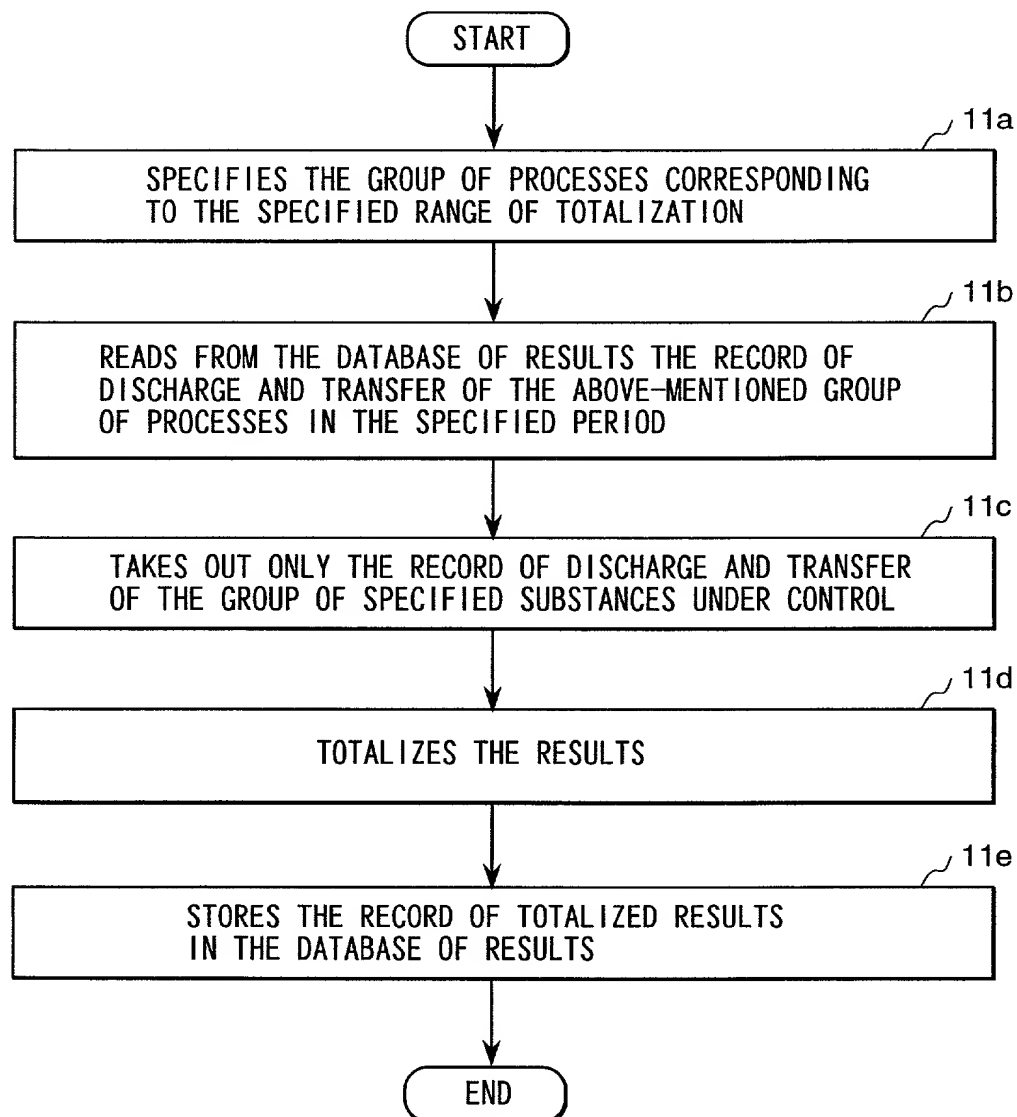 START
11a
SPECIFIES THE GROUP OF PROCESSES CORRESPONDING
TO THE SPECIFIED RANGE OF TOTALIZATION
11b
READS FROM THE DATABASE OF RESULTS THE RECORD OF
DISCHARGE AND TRANSFER OF THE ABOVE-MENTIONED GROUP
OF PROCESSES IN THE SPECIFIED PERIOD
11c
TAKES OUT ONLY THE RECORD OF DISCHARGE AND TRANSFER
OF THE GROUP OF SPECIFIED SUBSTANCES UNDER CONTROL
11d
TOTALIZES THE RESULTS
11e
STORES THE RECORD OF TOTALIZED RESULTS
IN THE DATABASE OF RESULTS
END